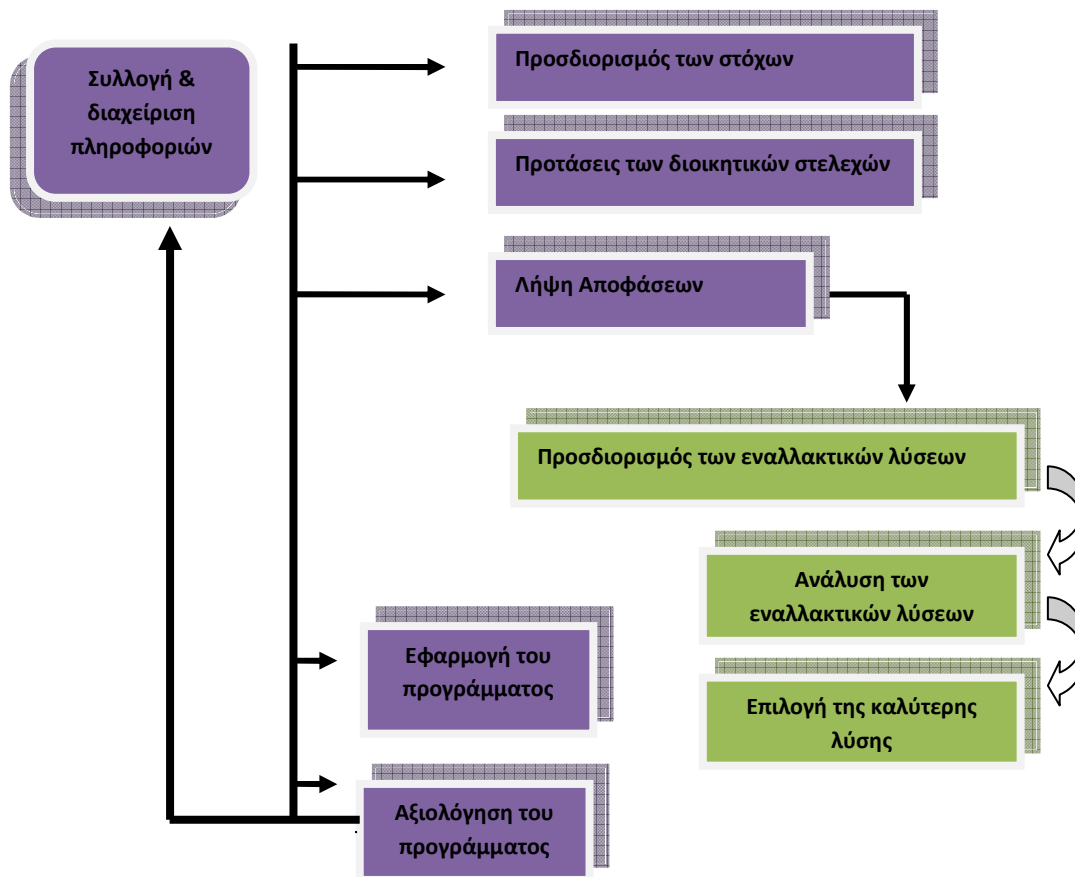 Συλλογή &
διαχείριση
πληροφοριών
Προσδιορισμός των στόχων
Προτάσεις των διοικητικών στελεχών
Λήψη Αποφάσεων
Προσδιορισμός των εναλλακτικών λύσεων
Ανάλυση των
εναλλακτικών λύσεων
Επιλογή της καλύτερης
λύσης
Εφαρμογή του
προγράμματος
Αξιολόγηση του
προγράμματος